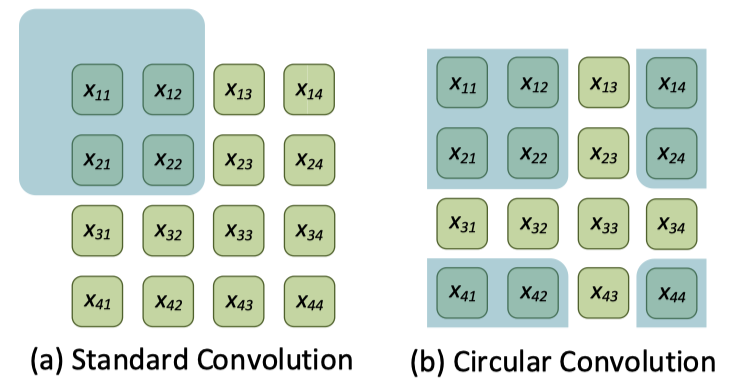 x11 x12 x13 x14 x11 x12 x13 x14
x21 x22 x23 x24 x21 x22 x23 x24
x31 x32 x33 x34 x31 x32 x33 x34
x41 x42 x43 x44 x41 x42 x43 x44
(a) Standard Convolution (b) Circular Convolution